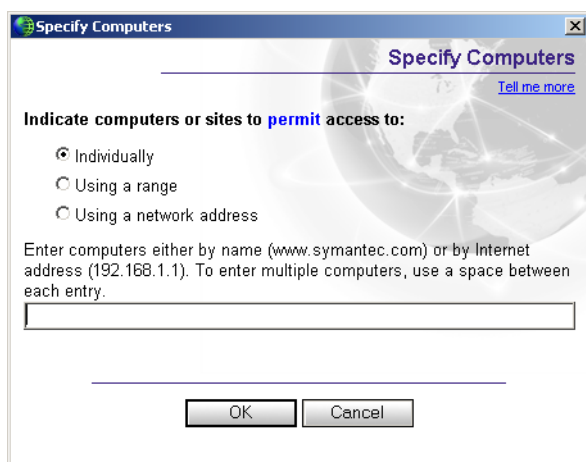 Specify Computers
Specify Computers
Tell me more
Indicate computers or sites to permit access to:
Individually
Using a range
Using a network address
Enter computers either by name (www.symantec.com) or by Internet
address (192.168.1.1). To enter multiple computers, use a space between
each entry.
OK Cancel